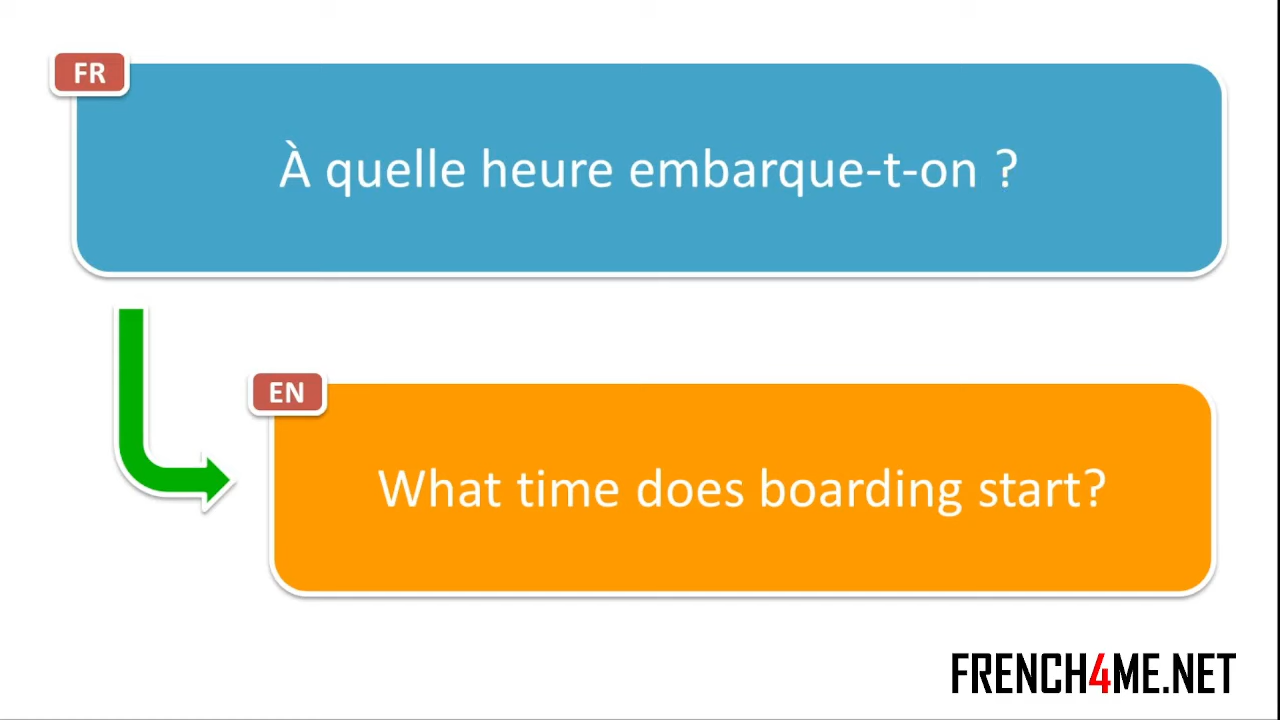 FR
À quelle heure embarque-t-on ?
EN
What time does boarding start?
FRENCH4ME.NET